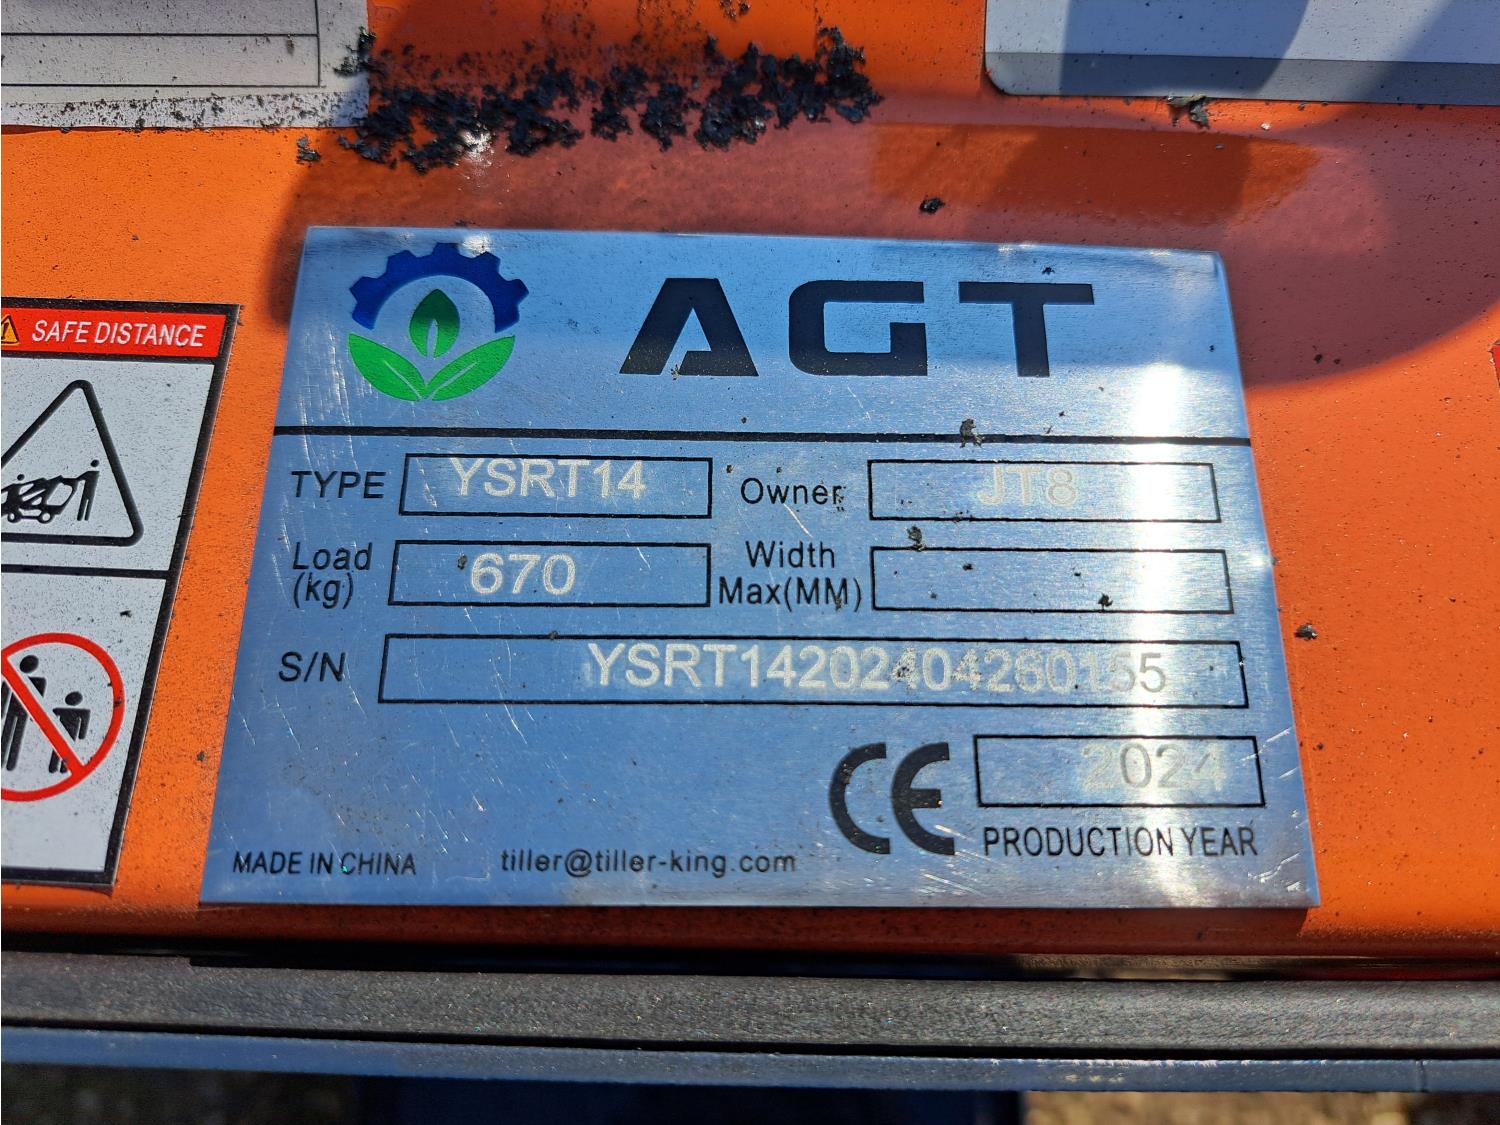 SAFE DISTANCE
AGT
TYPE YSRT14 Owner JT8
Load (kg) 670 Width Max(MM)
S/N YSRT14202404260155
CE 2024
PRODUCTION YEAR
MADE IN CHINA tiller@tiller-king.com